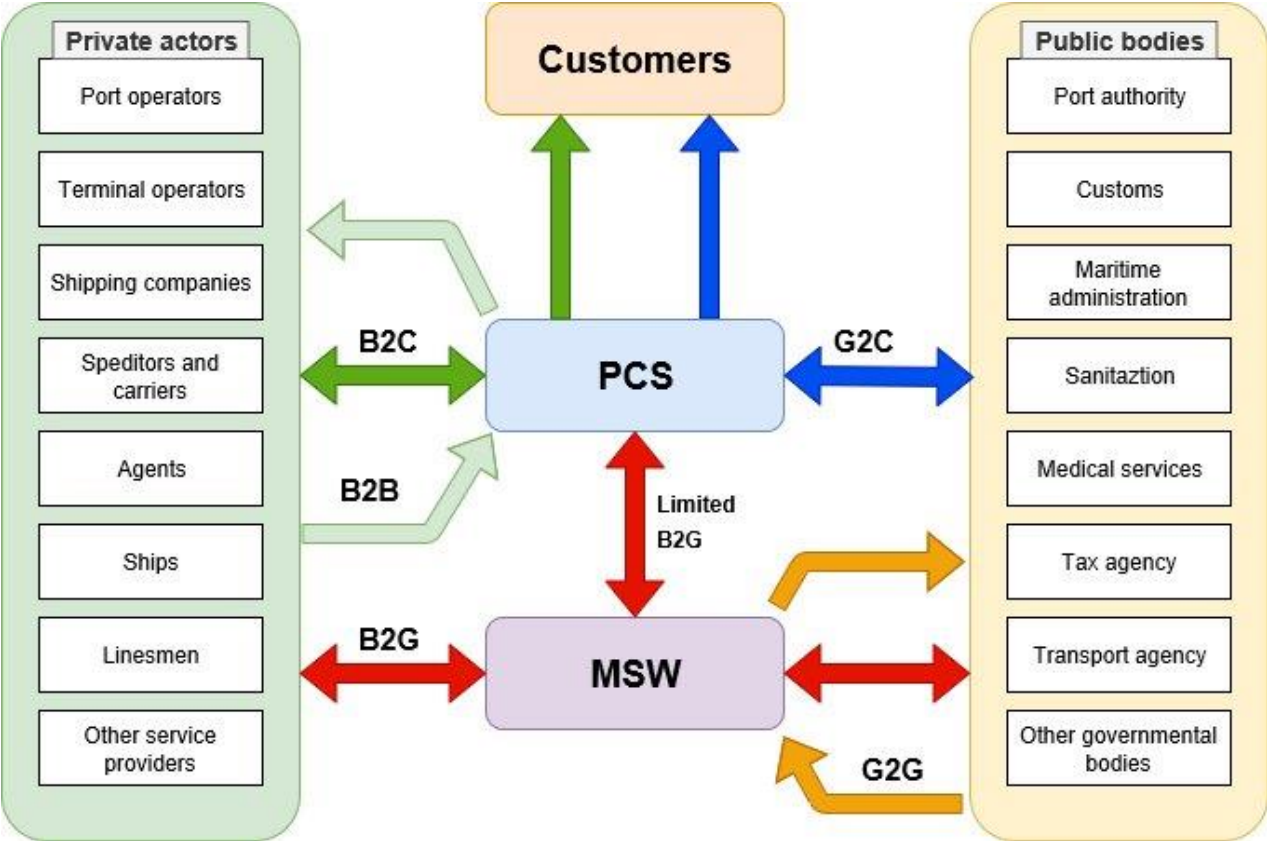 Private actors
Port operators
Terminal operators
Shipping companies
Speditors and
carriers
Agents
Ships
Linesmen
Other service
providers
Customers
B2C
PCS
G2C
B2B
Limited
B2G
B2G
MSW
G2G
Public bodies
Port authority
Customs
Maritime
administration
Sanitaztion
Medical services
Tax agency
Transport agency
Other governmental
bodies